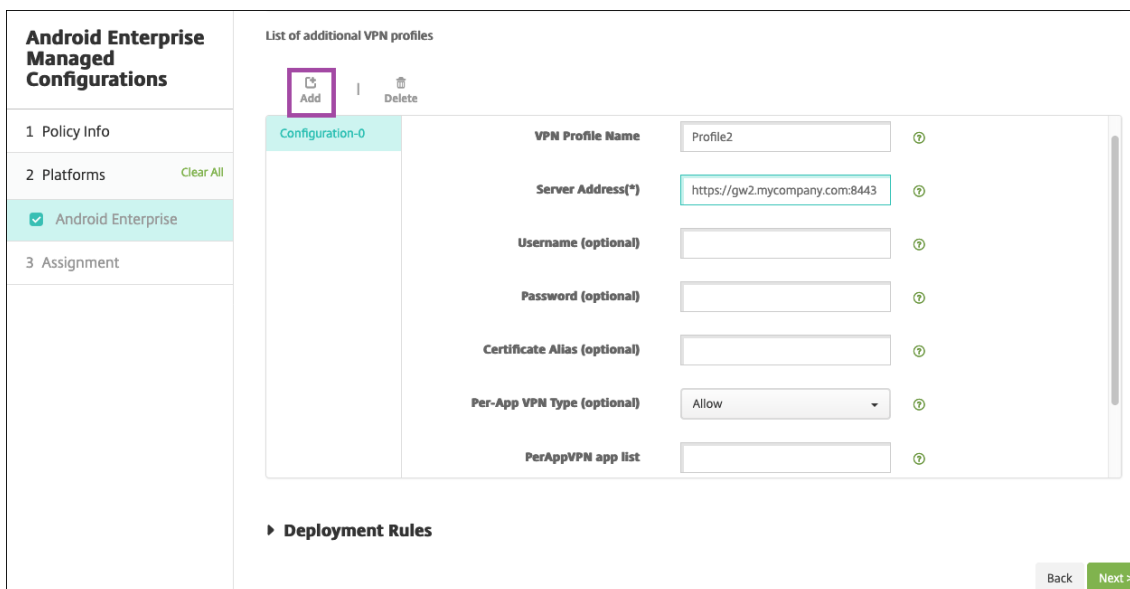 Android Enterprise
Managed
Configurations
1 Policy Info
2 Platforms
Clear All
Android Enterprise
3 Assignment
List of additional VPN profiles
Add
|
Delete
Configuration-0
VPN Profile Name
Profile2
Server Address(*)
https://gw2.mycompany.com:8443
Username (optional)
Password (optional)
Certificate Alias (optional)
Per-App VPN Type (optional)
Allow
PerAppVPN app list
Deployment Rules
Back
Next >